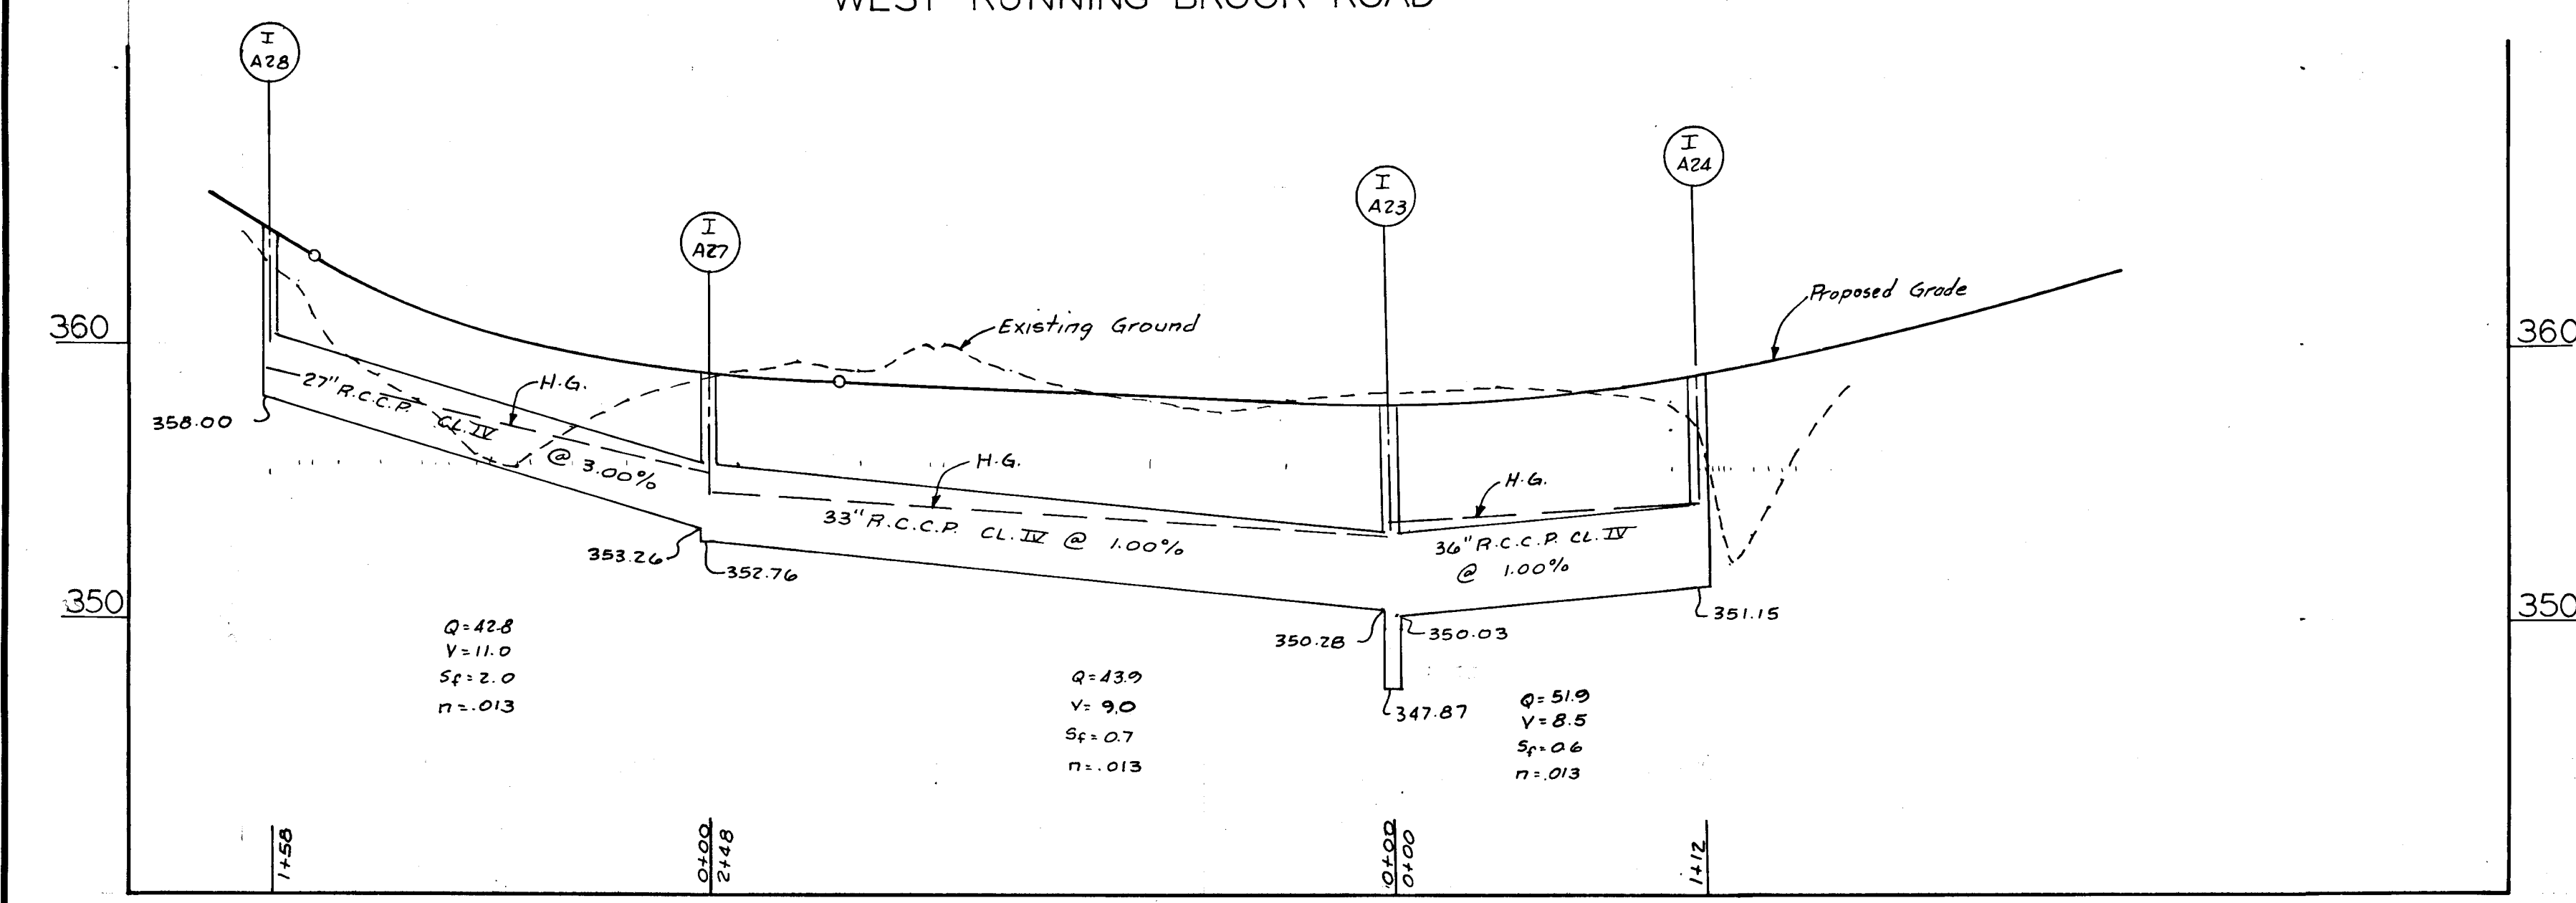 WEST RUNNING BROOK ROAD
I
A28
I
A27
I
A23
I
A24
360
360
350
350
Proposed Grade
Existing Ground
H.G.
H.G.
H.G.
27" R.C.C.P. CL. IV @ 3.00%
33" R.C.C.P. CL. IV @ 1.00%
36" R.C.C.P. CL. IV
@ 1.00%
358.00
353.26
352.76
350.28
350.03
347.87
351.15
Q=42.8
V=11.0
Sf=2.0
n=.013
Q=43.9
V=9.0
Sf=0.7
n=.013
Q=51.9
V=8.5
Sf=0.6
n=.013
1+58
0+00
2+48
0+00
0+00
1+12